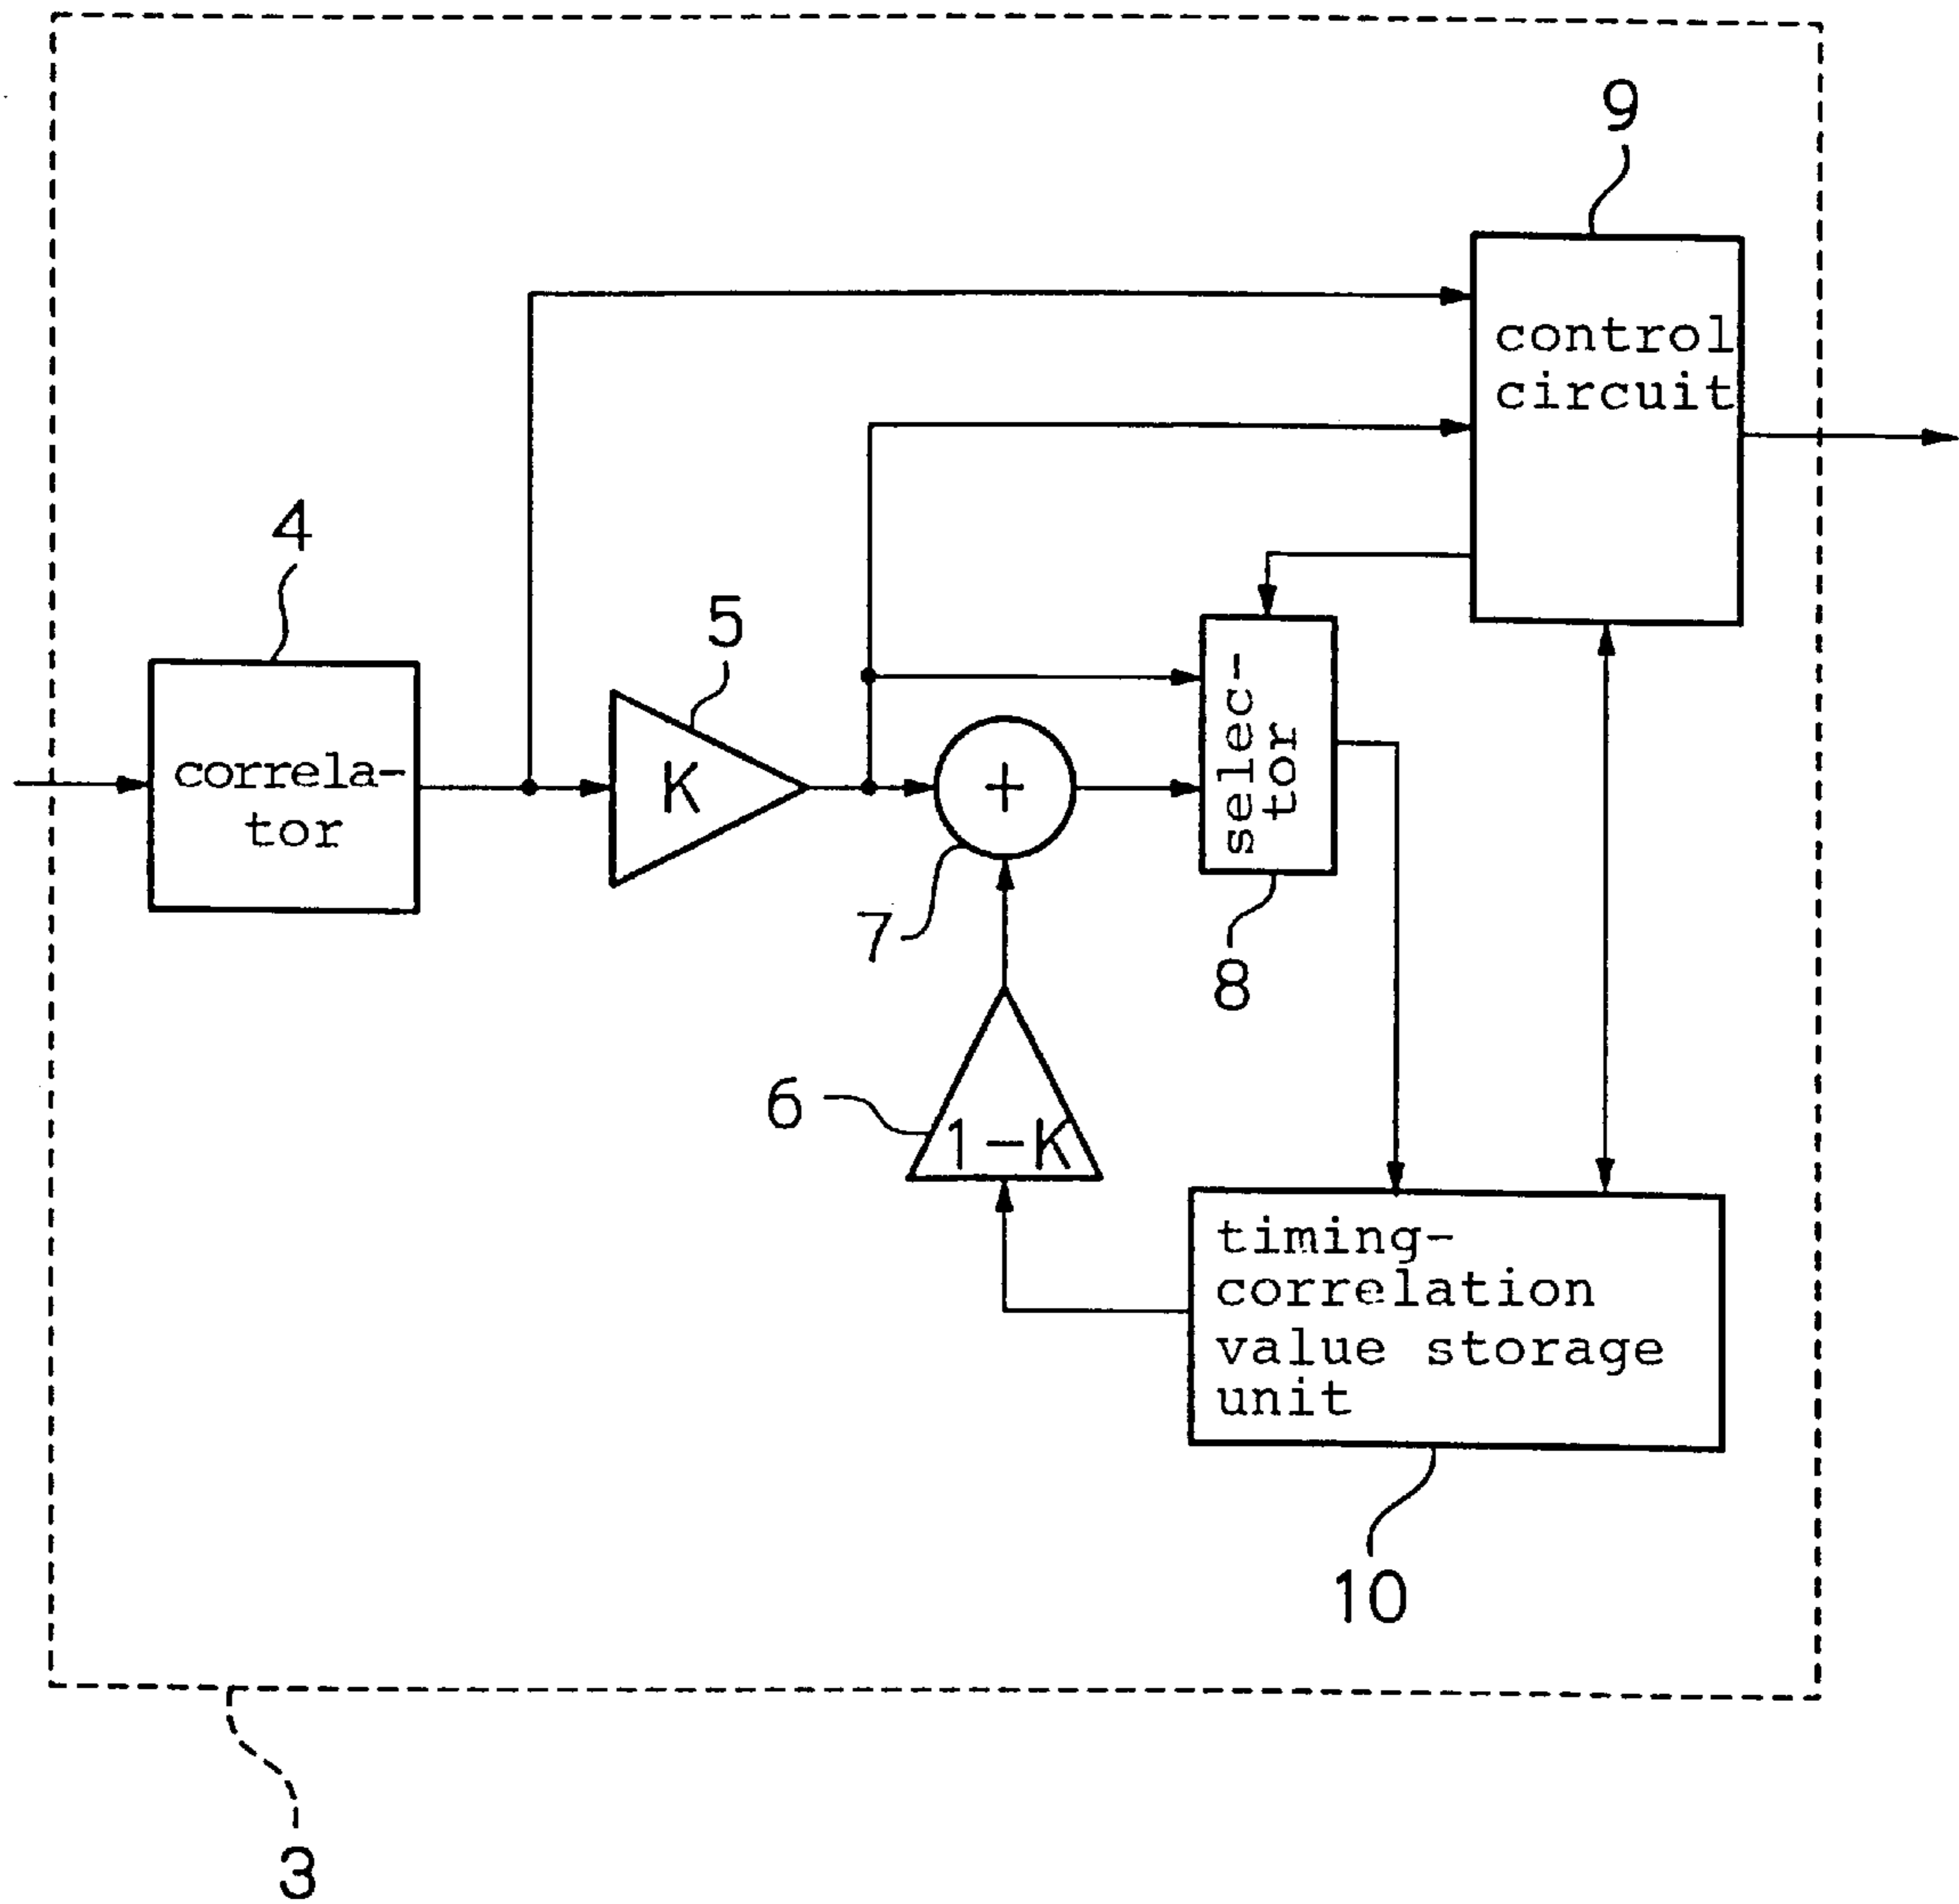 9
control
circuit
4
5
correla-
tor
K
+
selec-
tor
7
8
6
1-K
timing-
correlation
value storage
unit
10
3